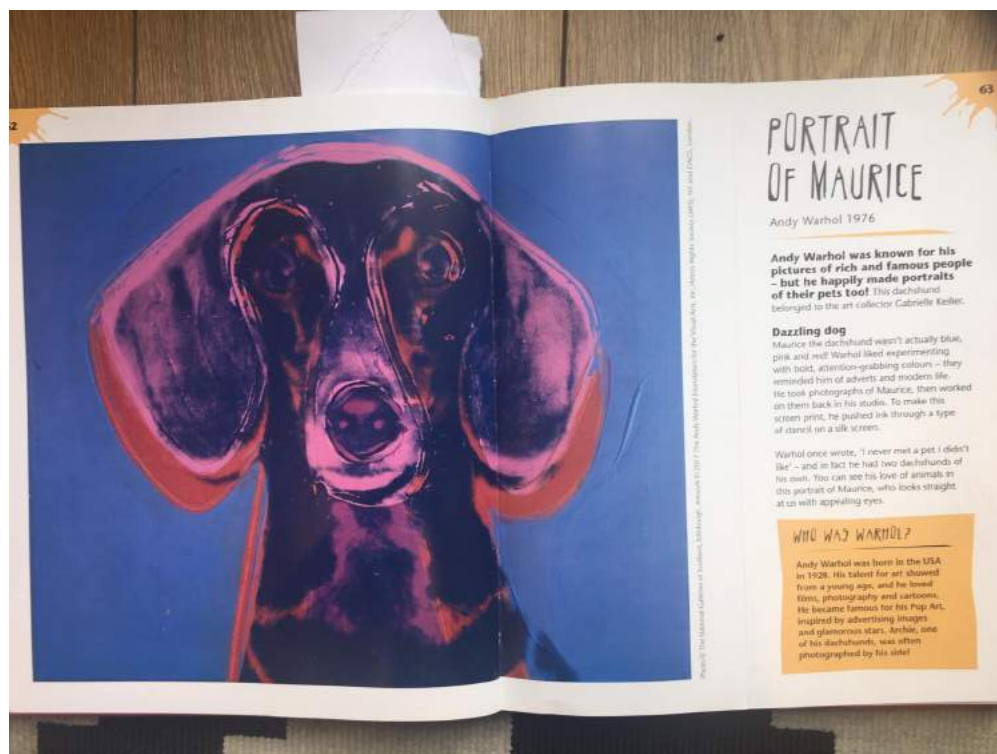 63
PORTRAIT
OF MAURICE
Andy Warhol 1976
Andy Warhol was known for his
pictures of rich and famous people
– but he happily made portraits
of their pets too! This dachshund
belonged to the art collector Gabrielle Keiller.
Dazzling dog
Maurice the dachshund wasn't actually blue,
pink and red! Warhol liked experimenting
with bold, attention-grabbing colours – they
reminded him of adverts and modern life.
He took photographs of Maurice, then worked
on them back in his studio. To make this
screen print, he pushed ink through a type
of stencil on a silk screen.
Warhol once wrote, 'I never met a pet I didn't
like' – and in fact he had two dachshunds of
his own. You can see his love of animals in
this portrait of Maurice, who looks straight
at us with appealing eyes.
WHO WAS WARHOL?
Andy Warhol was born in the USA
in 1928. His talent for art showed
from a young age, and he loved
films, photography and cartoons.
He became famous for his Pop Art,
inspired by advertising images
and glamorous stars. Archie, one
of his dachshunds, was often
photographed by his side!